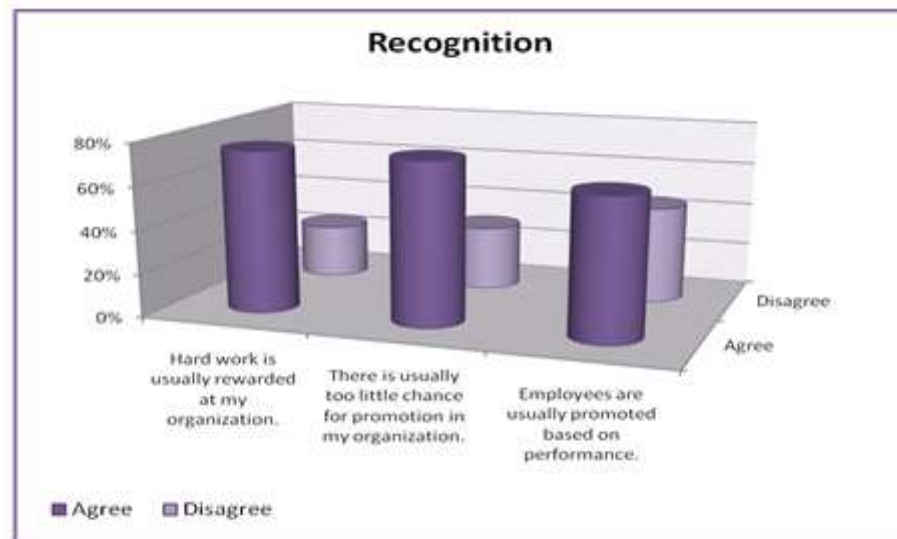 Recognition
80%
60%
40%
20%
0%
Hard work is
usually rewarded
at my
organization.
There is usually
too little chance
for promotion in
my organization.
Employees are
usually promoted
based on
performance.
Disagree
Agree
Agree Disagree